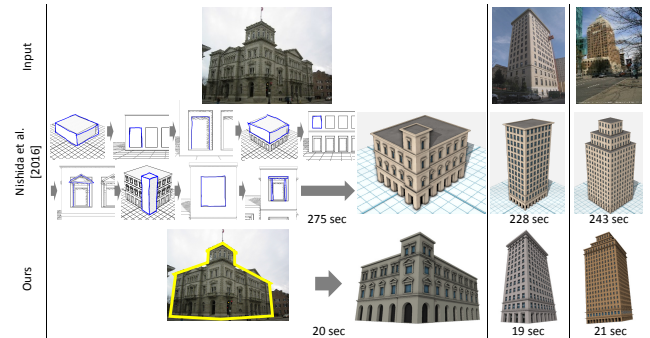 Input
Nishida et al.
[2016]
275 sec
228 sec
243 sec
Ours
20 sec
19 sec
21 sec